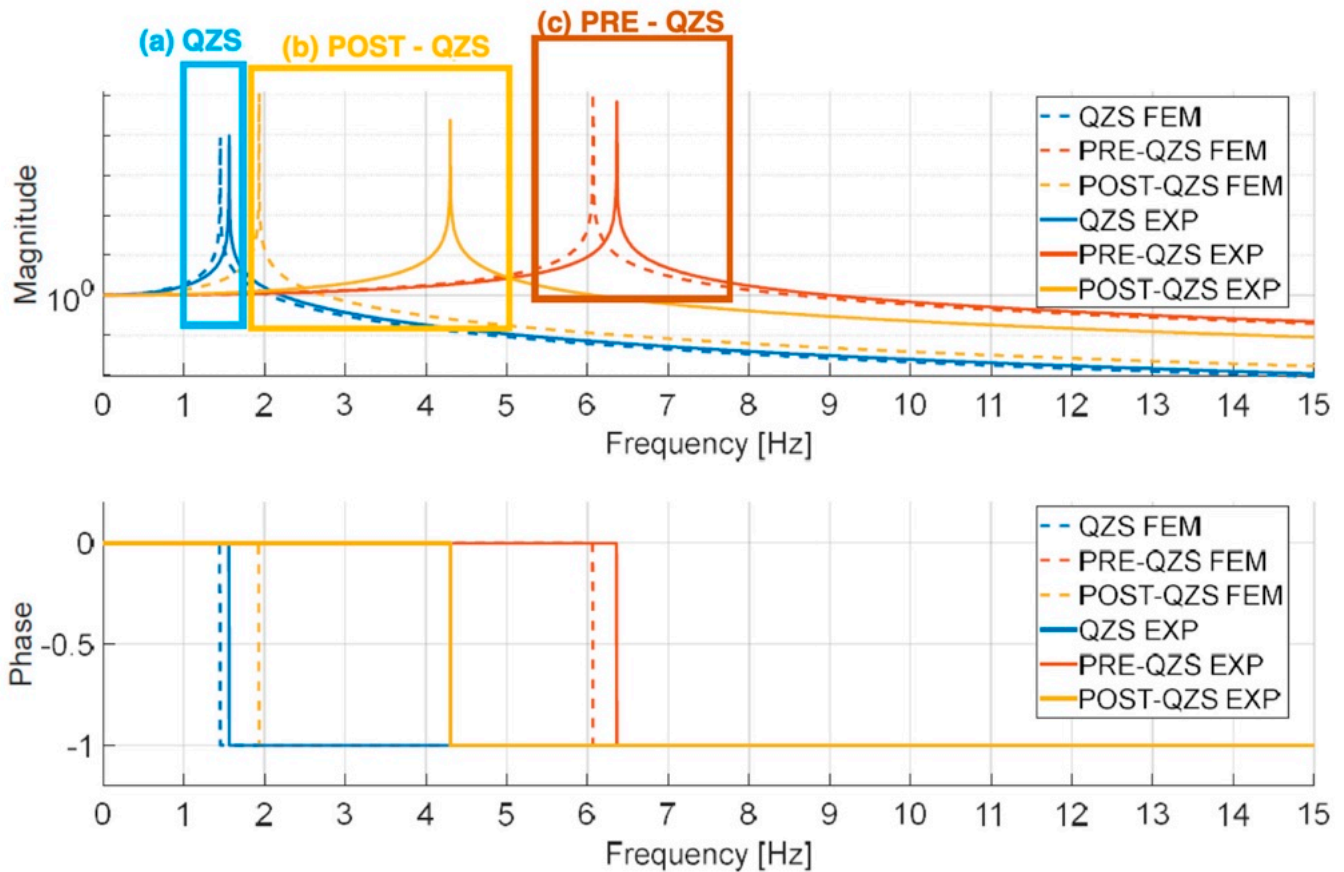 (a) QZS
(b) POST - QZS
(c) PRE - QZS
Magnitude
10⁰
QZS FEM
PRE-QZS FEM
POST-QZS FEM
QZS EXP
PRE-QZS EXP
POST-QZS EXP
0 1 2 3 4 5 6 7 8 9 10 11 12 13 14 15
Frequency [Hz]
Phase
0
-0.5
-1
QZS FEM
PRE-QZS FEM
POST-QZS FEM
QZS EXP
PRE-QZS EXP
POST-QZS EXP
0 1 2 3 4 5 6 7 8 9 10 11 12 13 14 15
Frequency [Hz]